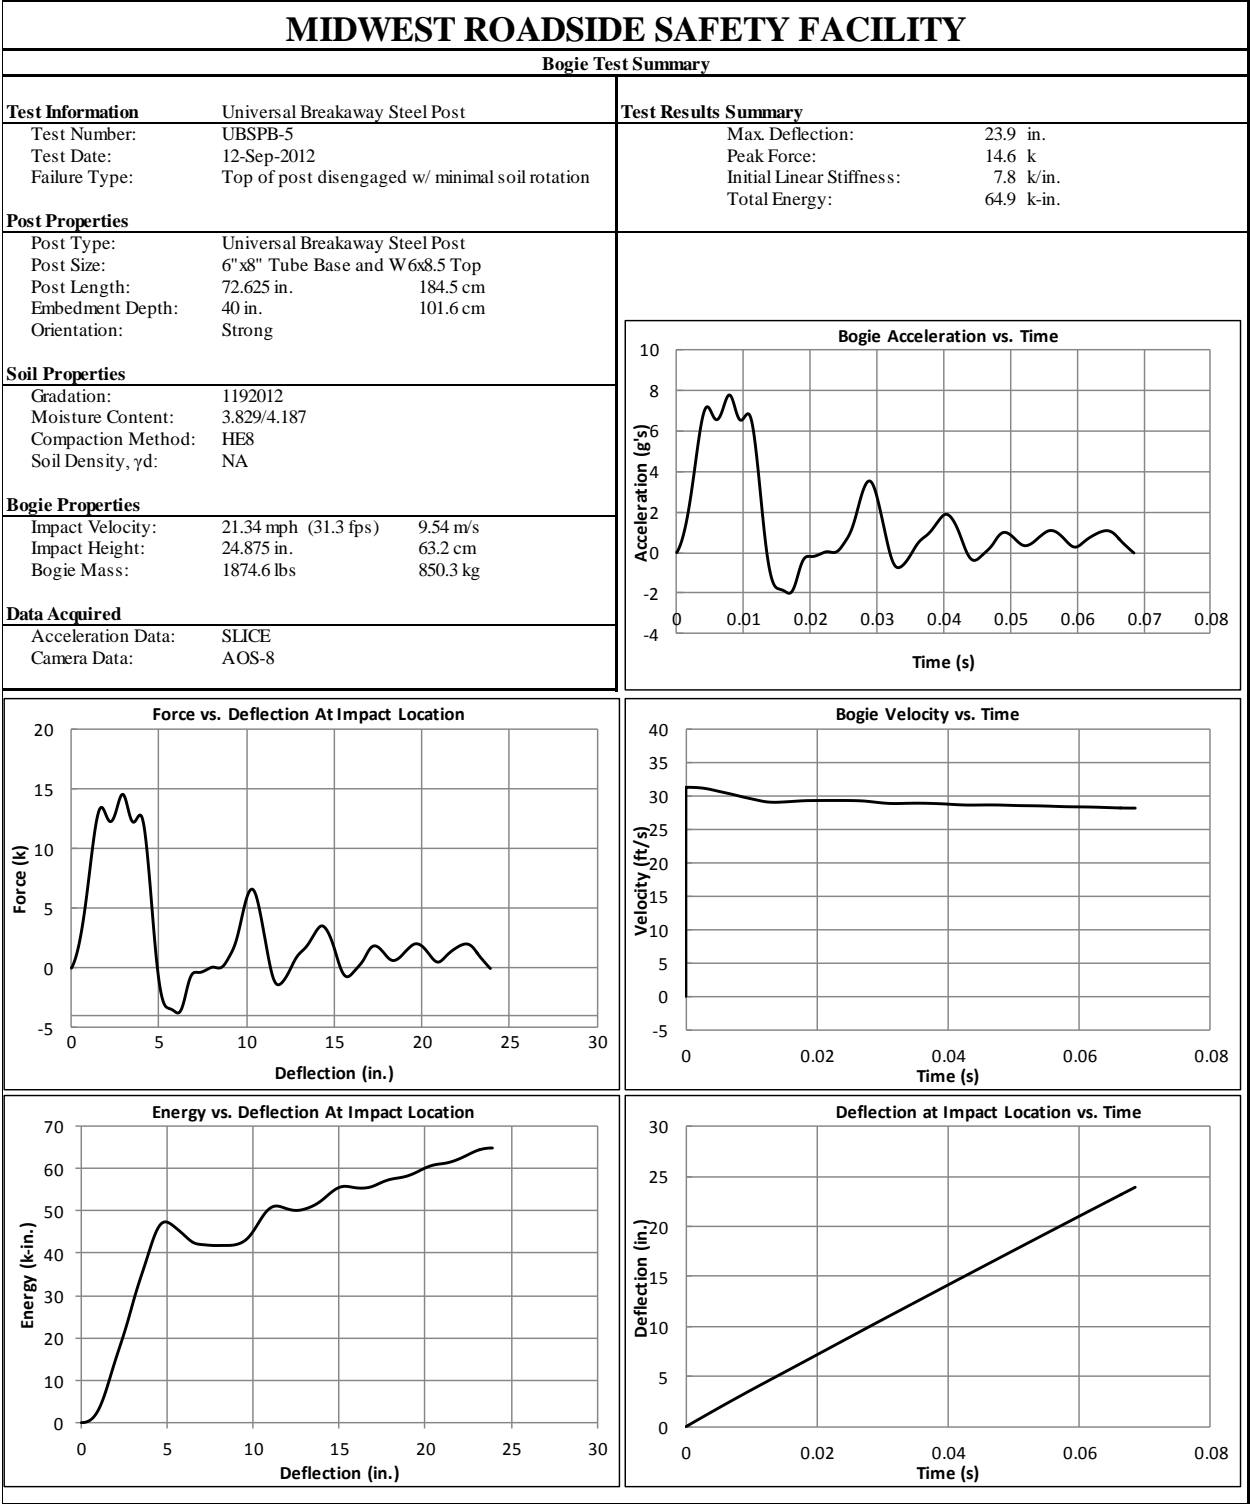 MIDWEST ROADSIDE SAFETY FACILITY
Bogie Test Summary
Test Information Universal Breakaway Steel Post
Test Number: UBSPB-5
Test Date: 12-Sep-2012
Failure Type: Top of post disengaged w/ minimal soil rotation
Post Properties
Post Type: Universal Breakaway Steel Post
Post Size: 6"x8" Tube Base and W6x8.5 Top
Post Length: 72.625 in. 184.5 cm
Embedment Depth: 40 in. 101.6 cm
Orientation: Strong
Soil Properties
Gradation: 1192012
Moisture Content: 3.829/4.187
Compaction Method: HE8
Soil Density, γd: NA
Bogie Properties
Impact Velocity: 21.34 mph (31.3 fps) 9.54 m/s
Impact Height: 24.875 in. 63.2 cm
Bogie Mass: 1874.6 lbs 850.3 kg
Data Acquired
Acceleration Data: SLICE
Camera Data: AOS-8
Test Results Summary
Max. Deflection: 23.9 in.
Peak Force: 14.6 k
Initial Linear Stiffness: 7.8 k/in.
Total Energy: 64.9 k-in.
Bogie Acceleration vs. Time
Acceleration (g's)
10
8
6
4
2
0
-2
-4
0 0.01 0.02 0.03 0.04 0.05 0.06 0.07 0.08
Time (s)
Force vs. Deflection At Impact Location
Force (k)
20
15
10
5
0
-5
0 5 10 15 20 25 30
Deflection (in.)
Bogie Velocity vs. Time
Velocity (ft/s)
40
35
30
25
20
15
10
5
0
-5
0 0.02 0.04 0.06 0.08
Time (s)
Energy vs. Deflection At Impact Location
Energy (k-in.)
70
60
50
40
30
20
10
0
0 5 10 15 20 25 30
Deflection (in.)
Deflection at Impact Location vs. Time
Deflection (in.)
30
25
20
15
10
5
0
0 0.02 0.04 0.06 0.08
Time (s)